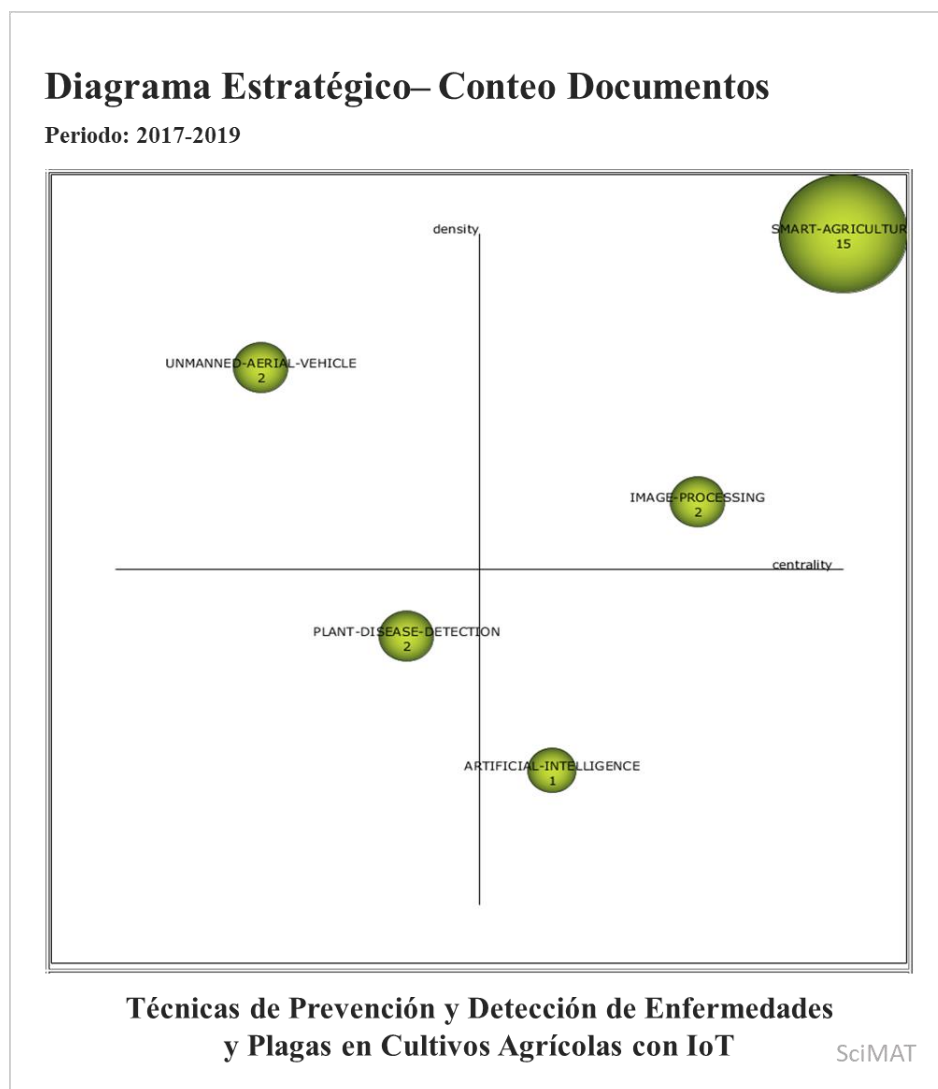 Diagrama Estratégico– Conteo Documentos
Periodo: 2017-2019
density
SMART-AGRICULTUR
15
UNMANNED-AERIAL-VEHICLE
2
IMAGE-PROCESSING
2
centrality
PLANT-DISEASE-DETECTION
2
ARTIFICIAL-INTELLIGENCE
1
Técnicas de Prevención y Detección de Enfermedades
y Plagas en Cultivos Agrícolas con IoT
SciMAT